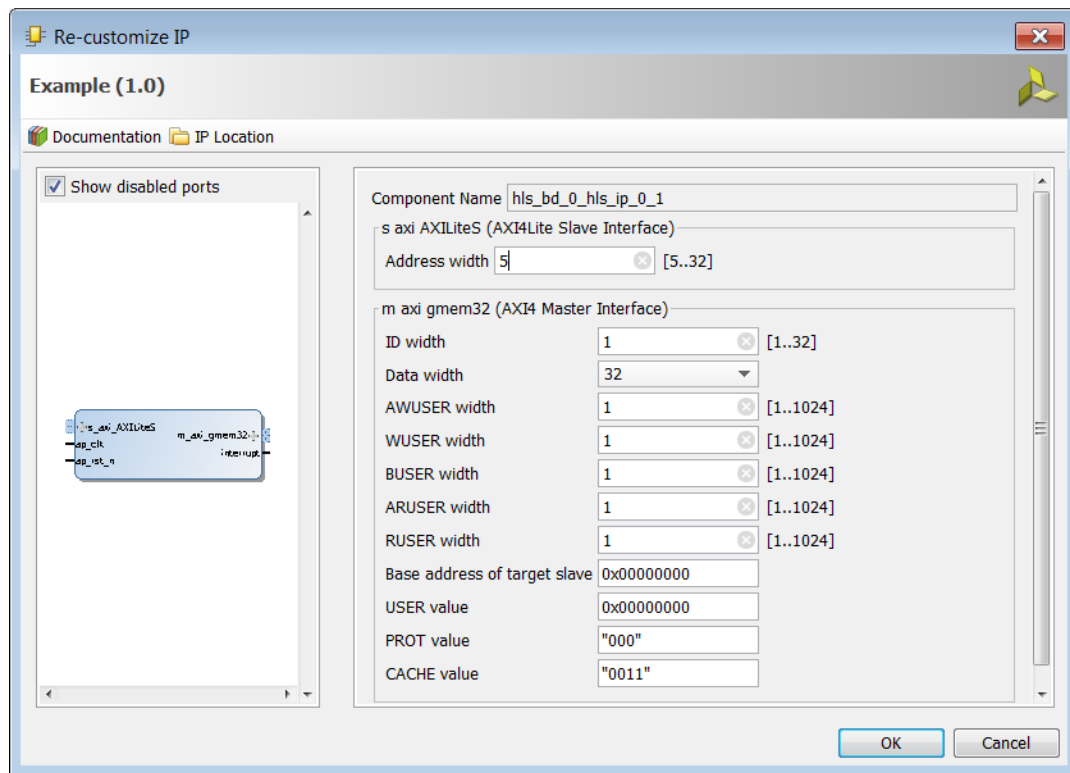 Re-customize IP
Example (1.0)
Documentation IP Location
Show disabled ports
s_axi_AXILiteS
ap_clk
ap_rst_n
m_axi_gmem32
interrupt
Component Name hls_bd_0_hls_ip_0_1
s axi AXILiteS (AXI4Lite Slave Interface)
Address width 5 [5..32]
m axi gmem32 (AXI4 Master Interface)
ID width 1 [1..32]
Data width 32
AWUSER width 1 [1..1024]
WUSER width 1 [1..1024]
BUSER width 1 [1..1024]
ARUSER width 1 [1..1024]
RUSER width 1 [1..1024]
Base address of target slave 0x00000000
USER value 0x00000000
PROT value "000"
CACHE value "0011"
OK Cancel